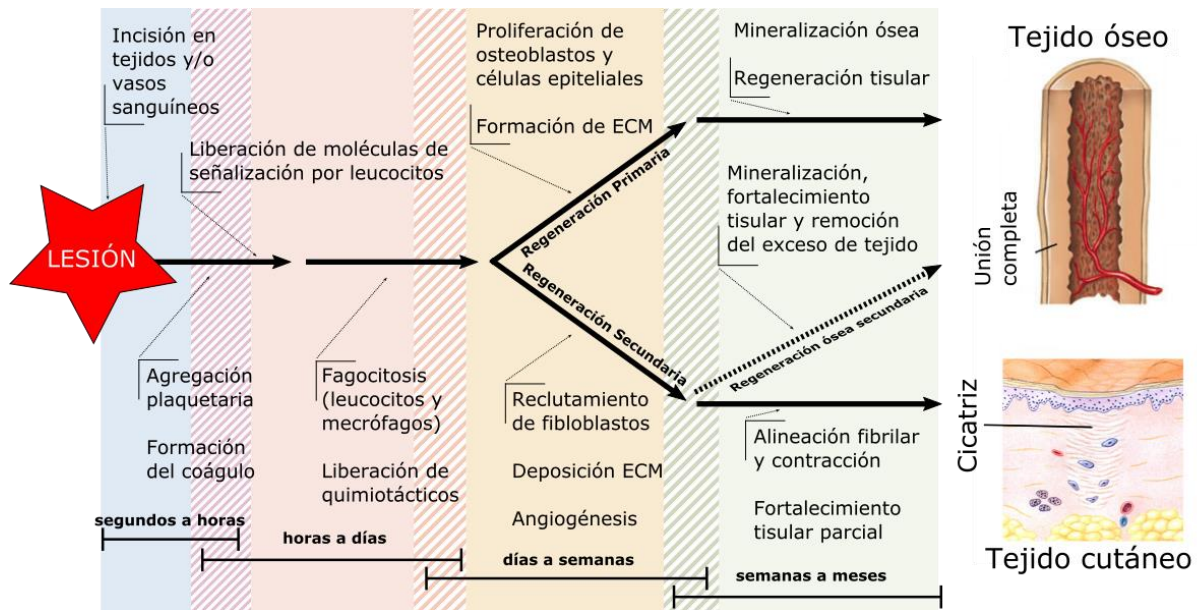 Incisión en
tejidos y/o
vasos
sanguíneos
LESIÓN
Liberación de moléculas de
señalización por leucocitos
Agregación
plaquetaria
Formación
del coágulo
Fagocitosis
(leucocitos y
mecrófagos)
Liberación de
quimiotácticos
Proliferación de
osteoblastos y
células epiteliales
Formación de ECM
Regeneración Primaria
Regeneración Secundaria
Reclutamiento
de fibloblastos
Deposición ECM
Angiogénesis
Mineralización ósea
Regeneración tisular
Mineralización,
fortalecimiento
tisular y remoción
del exceso de tejido
Regeneración ósea secundaria
Alineación fibrilar
y contracción
Fortalecimiento
tisular parcial
segundos a horas
horas a días
días a semanas
semanas a meses
Tejido óseo
Unión
completa
Cicatriz
Tejido cutáneo